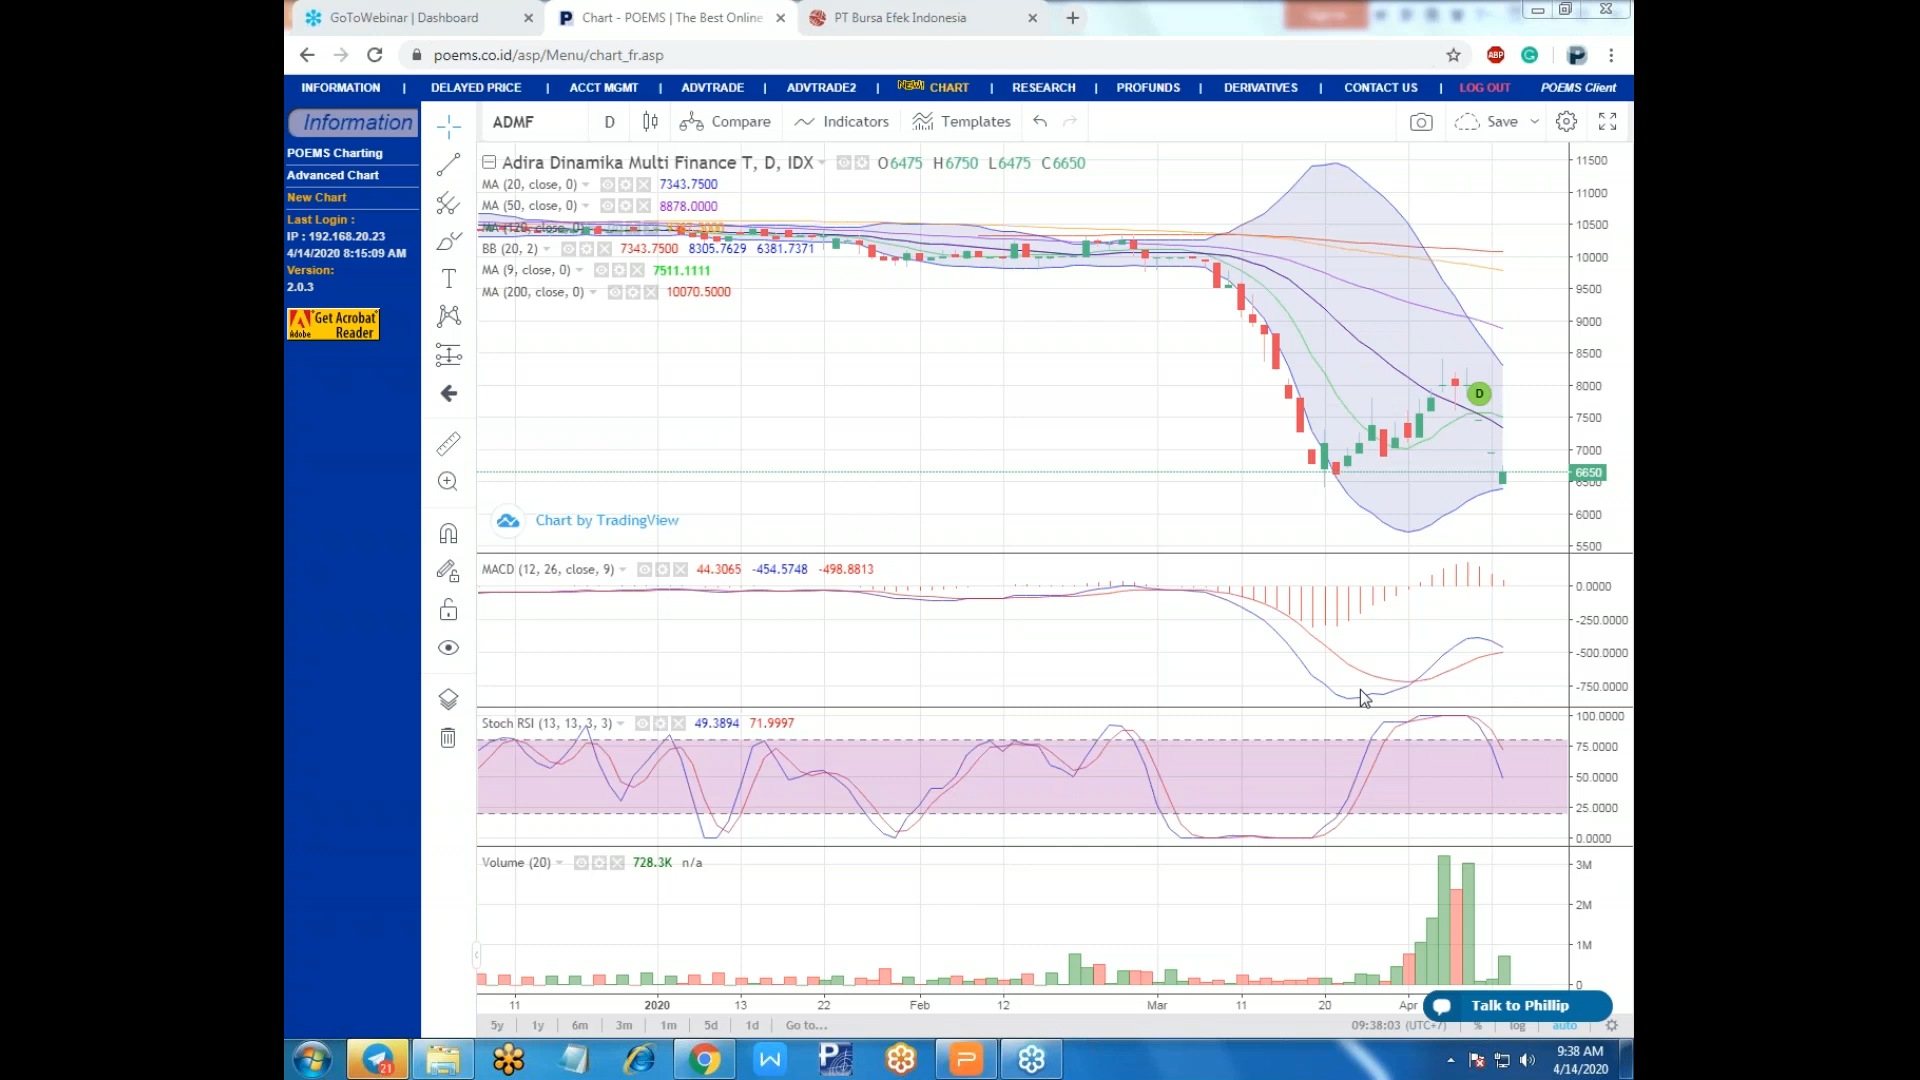 GoToWebinar | Dashboard
Chart - POEMS | The Best Online
PT Bursa Efek Indonesia
poems.co.id/asp/Menu/chart_fr.asp
ABP
INFORMATION | DELAYED PRICE | ACCT MGMT | ADVTRADE | ADVTRADE2 | NEW! CHART | RESEARCH | PROFUNDS | DERIVATIVES | CONTACT US | LOG OUT POEMS Client
Information
POEMS Charting
Advanced Chart
New Chart
Last Login :
IP : 192.168.20.23
4/14/2020 8:15:09 AM
Version:
2.0.3
Get Acrobat
Adobe Reader
ADMF D Compare Indicators Templates Save
Adira Dinamika Multi Finance T, D, IDX O6475 H6750 L6475 C6650
MA (20, close, 0) 7343.7500
MA (50, close, 0) 8878.0000
MA (120, close, 0)
BB (20, 2) 7343.7500 8305.7629 6381.7371
MA (9, close, 0) 7511.1111
MA (200, close, 0) 10070.5000
11500
11000
10500
10000
9500
9000
8500
8000
7500
7000
6650
6500
6000
5500
D
Chart by TradingView
MACD (12, 26, close, 9) 44.3065 -454.5748 -498.8813
0.0000
-250.0000
-500.0000
-750.0000
Stoch RSI (13, 13, 3, 3) 49.3894 71.9997
100.0000
75.0000
50.0000
25.0000
0.0000
Volume (20) 728.3K n/a
3M
2M
1M
0
11 2020 13 22 Feb 12 Mar 11 20 Apr
Talk to Phillip
5y 1y 6m 3m 1m 5d 1d Go to... 09:38:03 (UTC+7) % log auto
21
9:38 AM
4/14/2020